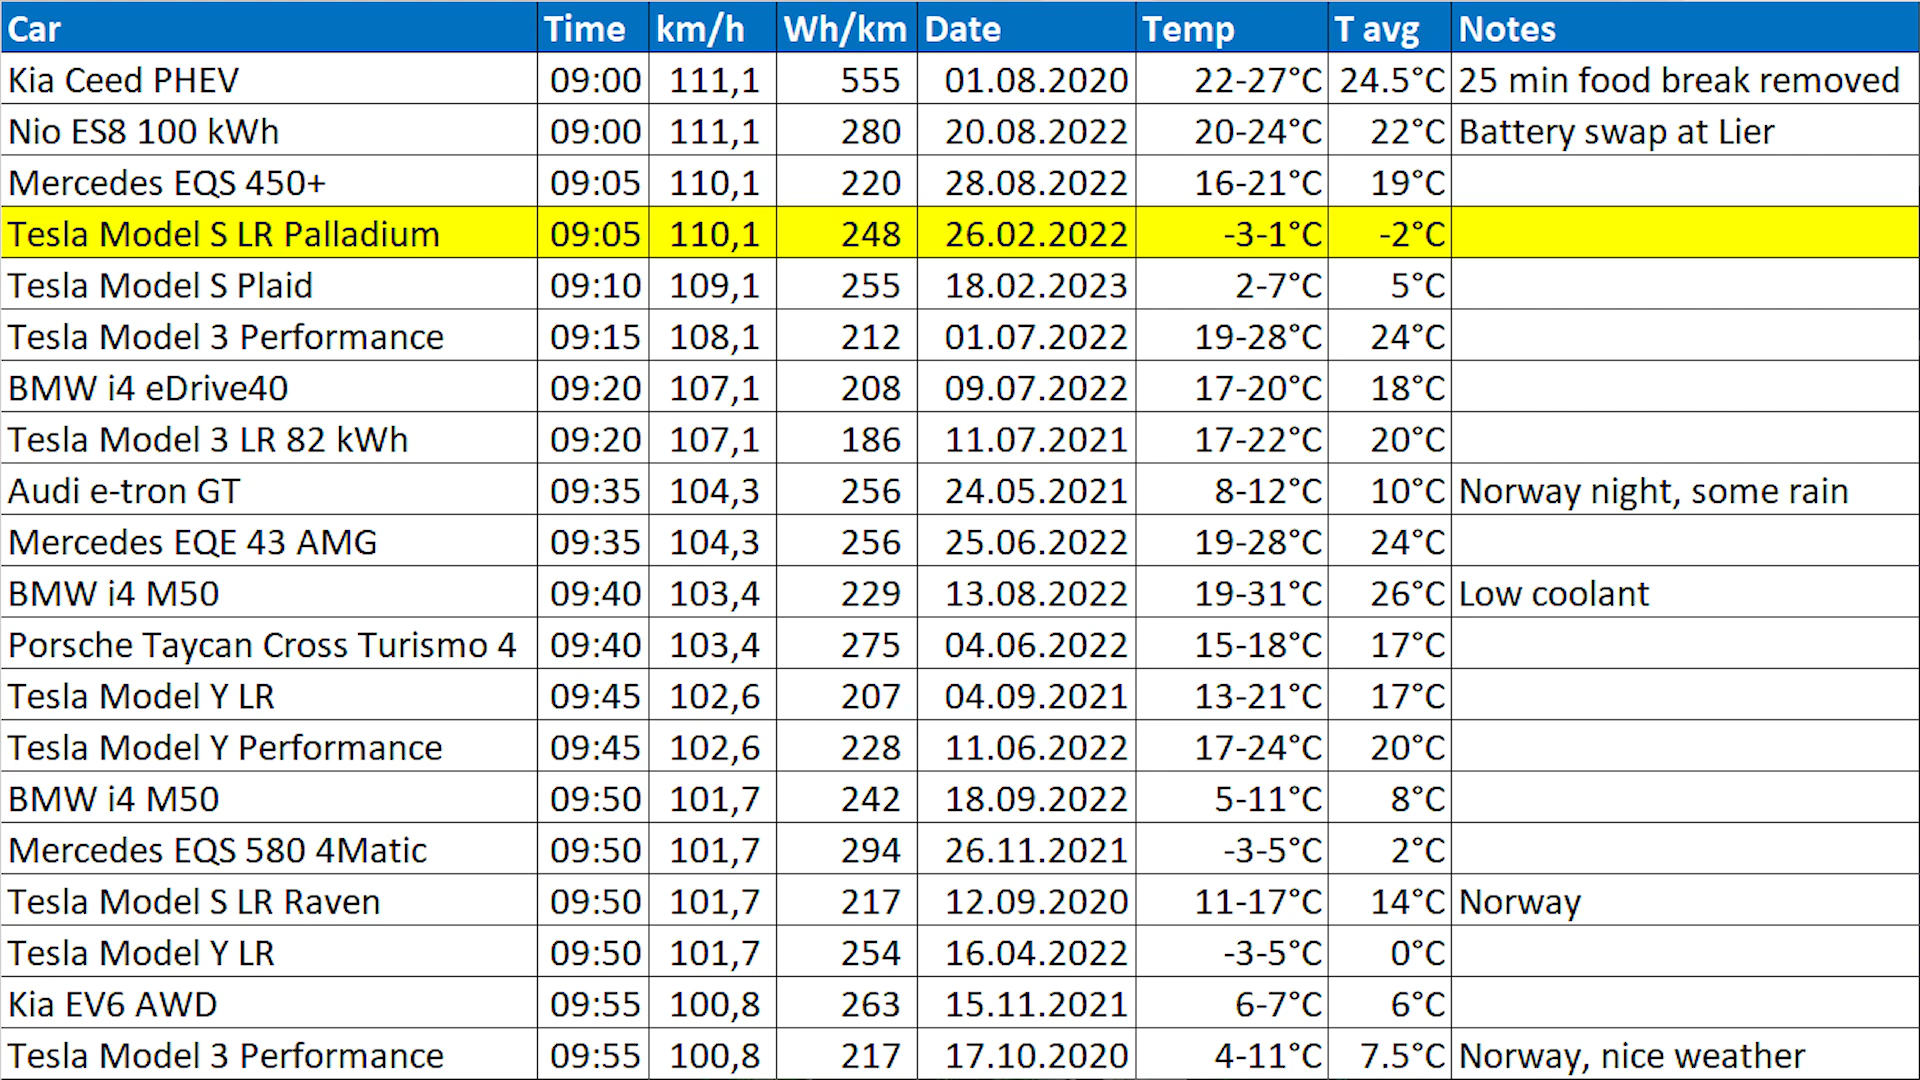 Car Time km/h Wh/km Date Temp T avg Notes
Kia Ceed PHEV 09:00 111,1 555 01.08.2020 22-27°C 24.5°C 25 min food break removed
Nio ES8 100 kWh 09:00 111,1 280 20.08.2022 20-24°C 22°C Battery swap at Lier
Mercedes EQS 450+ 09:05 110,1 220 28.08.2022 16-21°C 19°C
Tesla Model S LR Palladium 09:05 110,1 248 26.02.2022 -3-1°C -2°C
Tesla Model S Plaid 09:10 109,1 255 18.02.2023 2-7°C 5°C
Tesla Model 3 Performance 09:15 108,1 212 01.07.2022 19-28°C 24°C
BMW i4 eDrive40 09:20 107,1 208 09.07.2022 17-20°C 18°C
Tesla Model 3 LR 82 kWh 09:20 107,1 186 11.07.2021 17-22°C 20°C
Audi e-tron GT 09:35 104,3 256 24.05.2021 8-12°C 10°C Norway night, some rain
Mercedes EQE 43 AMG 09:35 104,3 256 25.06.2022 19-28°C 24°C
BMW i4 M50 09:40 103,4 229 13.08.2022 19-31°C 26°C Low coolant
Porsche Taycan Cross Turismo 4 09:40 103,4 275 04.06.2022 15-18°C 17°C
Tesla Model Y LR 09:45 102,6 207 04.09.2021 13-21°C 17°C
Tesla Model Y Performance 09:45 102,6 228 11.06.2022 17-24°C 20°C
BMW i4 M50 09:50 101,7 242 18.09.2022 5-11°C 8°C
Mercedes EQS 580 4Matic 09:50 101,7 294 26.11.2021 -3-5°C 2°C
Tesla Model S LR Raven 09:50 101,7 217 12.09.2020 11-17°C 14°C Norway
Tesla Model Y LR 09:50 101,7 254 16.04.2022 -3-5°C 0°C
Kia EV6 AWD 09:55 100,8 263 15.11.2021 6-7°C 6°C
Tesla Model 3 Performance 09:55 100,8 217 17.10.2020 4-11°C 7.5°C Norway, nice weather